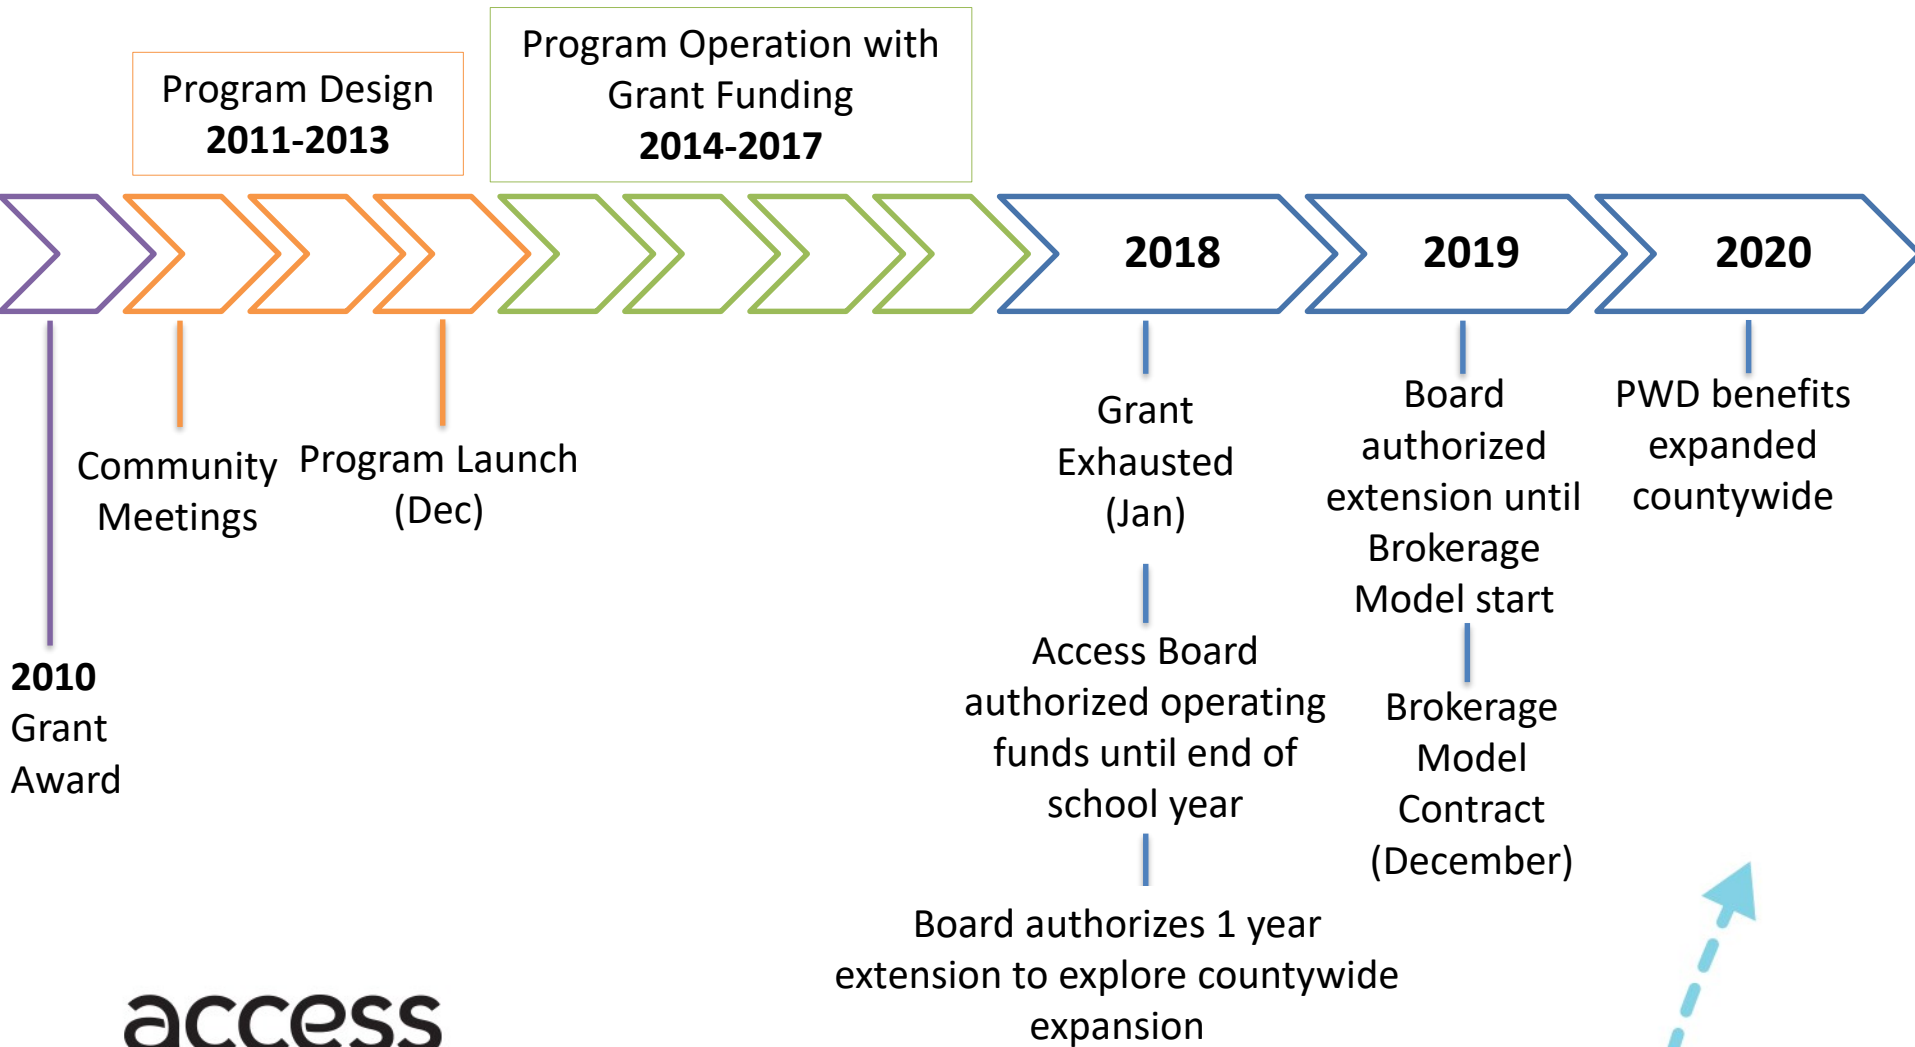 Program Design
2011-2013
Program Operation with
Grant Funding
2014-2017
2018
2019
2020
2010
Grant
Award
Community
Meetings
Program Launch
(Dec)
Grant
Exhausted
(Jan)
Access Board
authorized operating
funds until end of
school year
Board authorizes 1 year
extension to explore countywide
expansion
Board
authorized
extension until
Brokerage
Model start
Brokerage
Model
Contract
(December)
PWD benefits
expanded
countywide
access